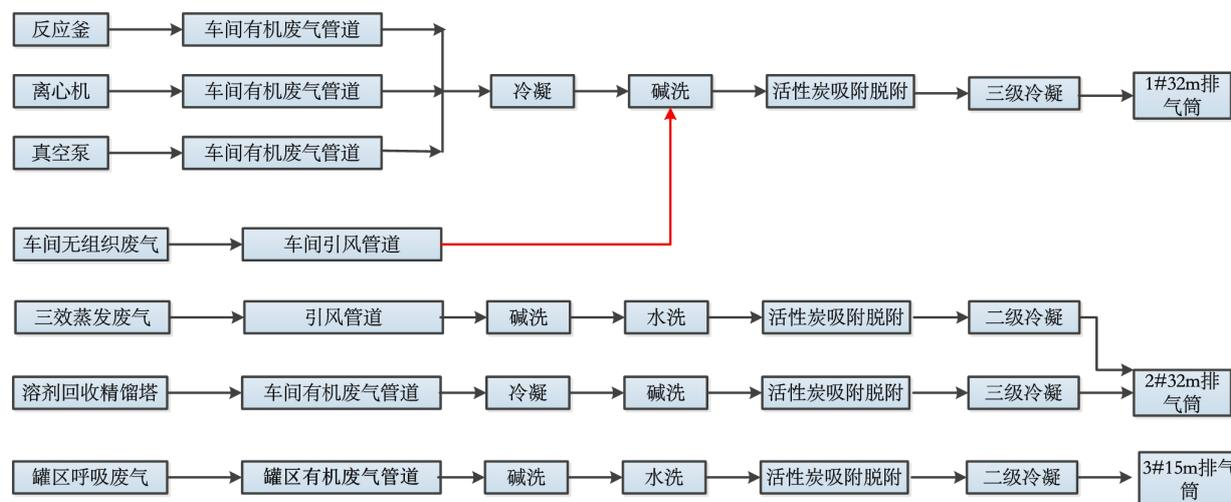 反应釜
车间有机废气管道
离心机
车间有机废气管道
冷凝
碱洗
活性炭吸附脱附
三级冷凝
1#32m排
气筒
真空泵
车间有机废气管道
车间无组织废气
车间引风管道
三效蒸发废气
引风管道
碱洗
水洗
活性炭吸附脱附
二级冷凝
溶剂回收精馏塔
车间有机废气管道
冷凝
碱洗
活性炭吸附脱附
三级冷凝
2#32m排
气筒
罐区呼吸废气
罐区有机废气管道
碱洗
水洗
活性炭吸附脱附
二级冷凝
3#15m排气
筒